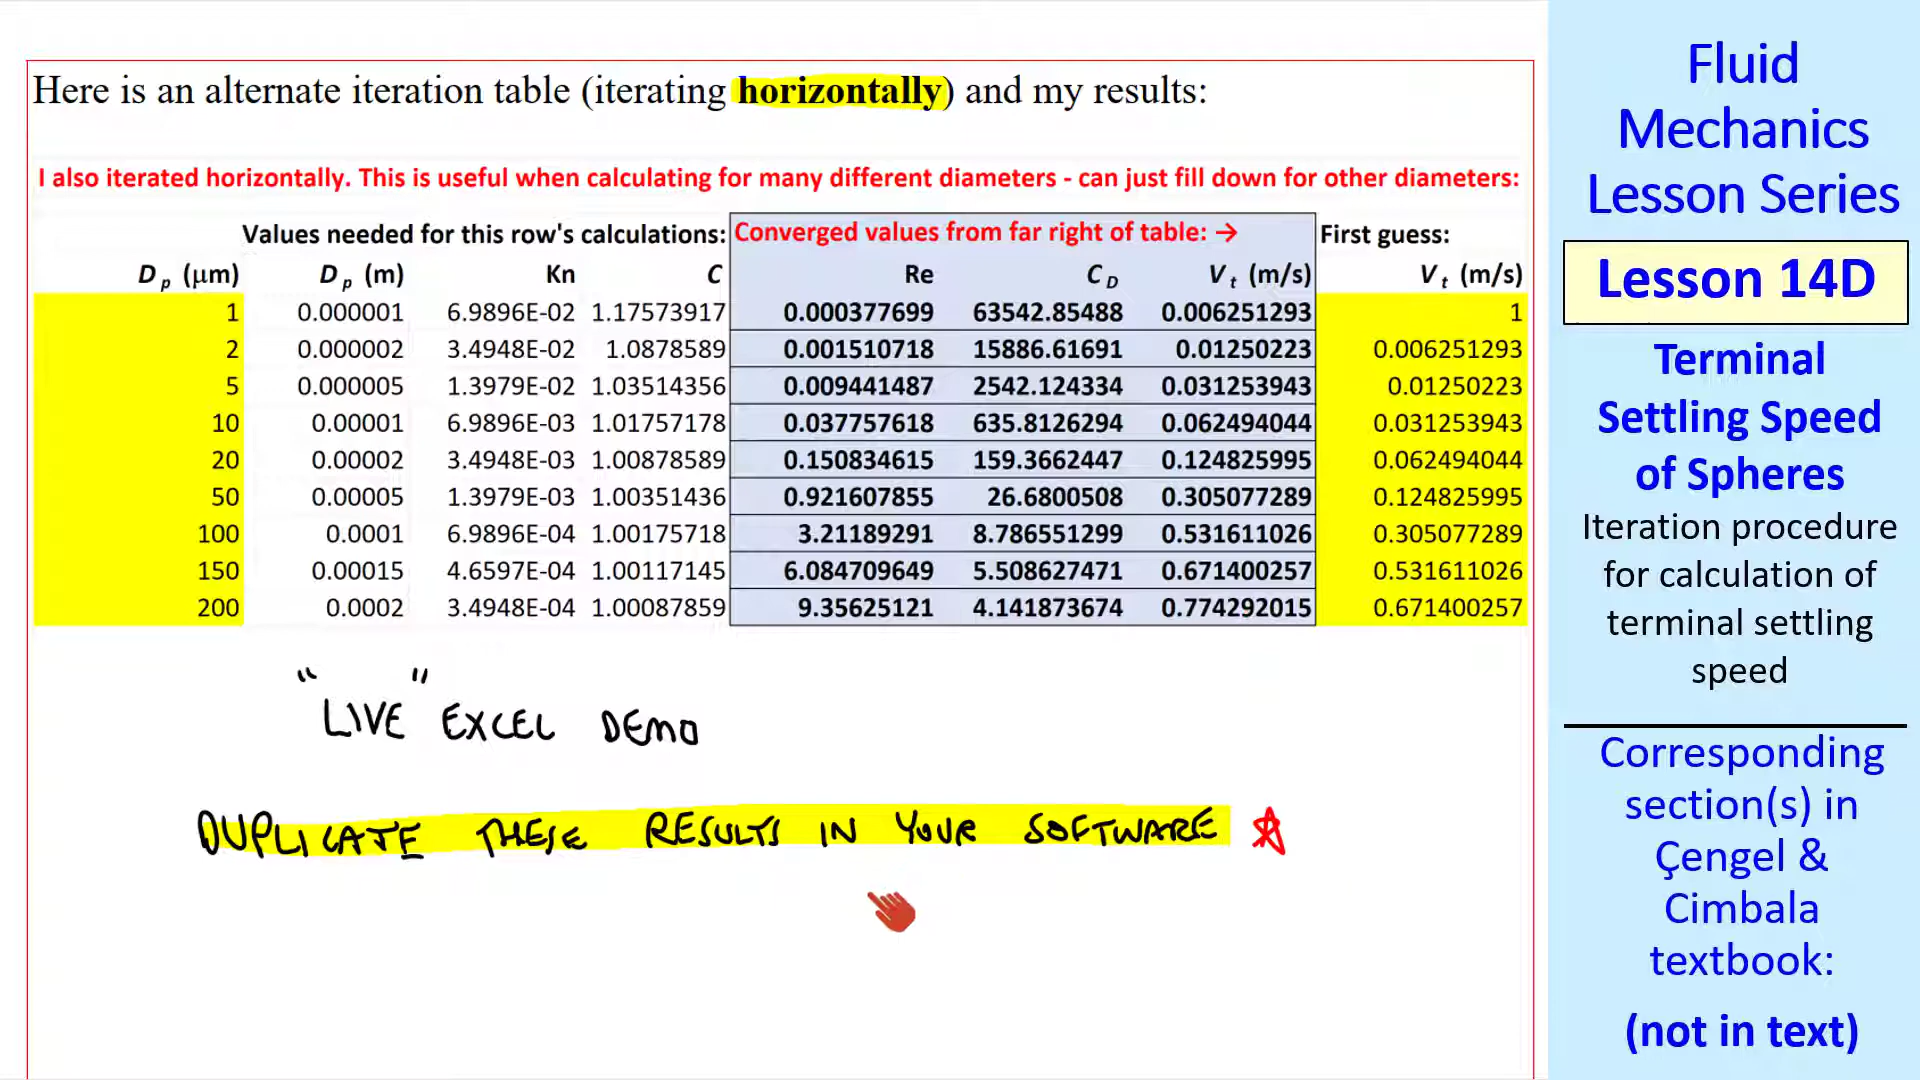 Here is an alternate iteration table (iterating horizontally) and my results:
I also iterated horizontally. This is useful when calculating for many different diameters - can just fill down for other diameters:
Values needed for this row's calculations: Converged values from far right of table: → First guess:
D p (μm) D p (m) Kn C Re C D V t (m/s) V t (m/s)
1 0.000001 6.9896E-02 1.17573917 0.000377699 63542.85488 0.006251293 1
2 0.000002 3.4948E-02 1.0878589 0.001510718 15886.61691 0.01250223 0.006251293
5 0.000005 1.3979E-02 1.03514356 0.009441487 2542.124334 0.031253943 0.01250223
10 0.00001 6.9896E-03 1.01757178 0.037757618 635.8126294 0.062494044 0.031253943
20 0.00002 3.4948E-03 1.00878589 0.150834615 159.3662447 0.124825995 0.062494044
50 0.00005 1.3979E-03 1.00351436 0.921607855 26.6800508 0.305077289 0.124825995
100 0.0001 6.9896E-04 1.00175718 3.21189291 8.786551299 0.531611026 0.305077289
150 0.00015 4.6597E-04 1.00117145 6.084709649 5.508627471 0.671400257 0.531611026
200 0.0002 3.4948E-04 1.00087859 9.35625121 4.141873674 0.774292015 0.671400257
"LIVE" EXCEL DEMO
DUPLICATE THESE RESULTS IN YOUR SOFTWARE
Fluid
Mechanics
Lesson Series
Lesson 14D
Terminal
Settling Speed
of Spheres
Iteration procedure
for calculation of
terminal settling
speed
Corresponding
section(s) in
Çengel &
Cimbala
textbook:
(not in text)